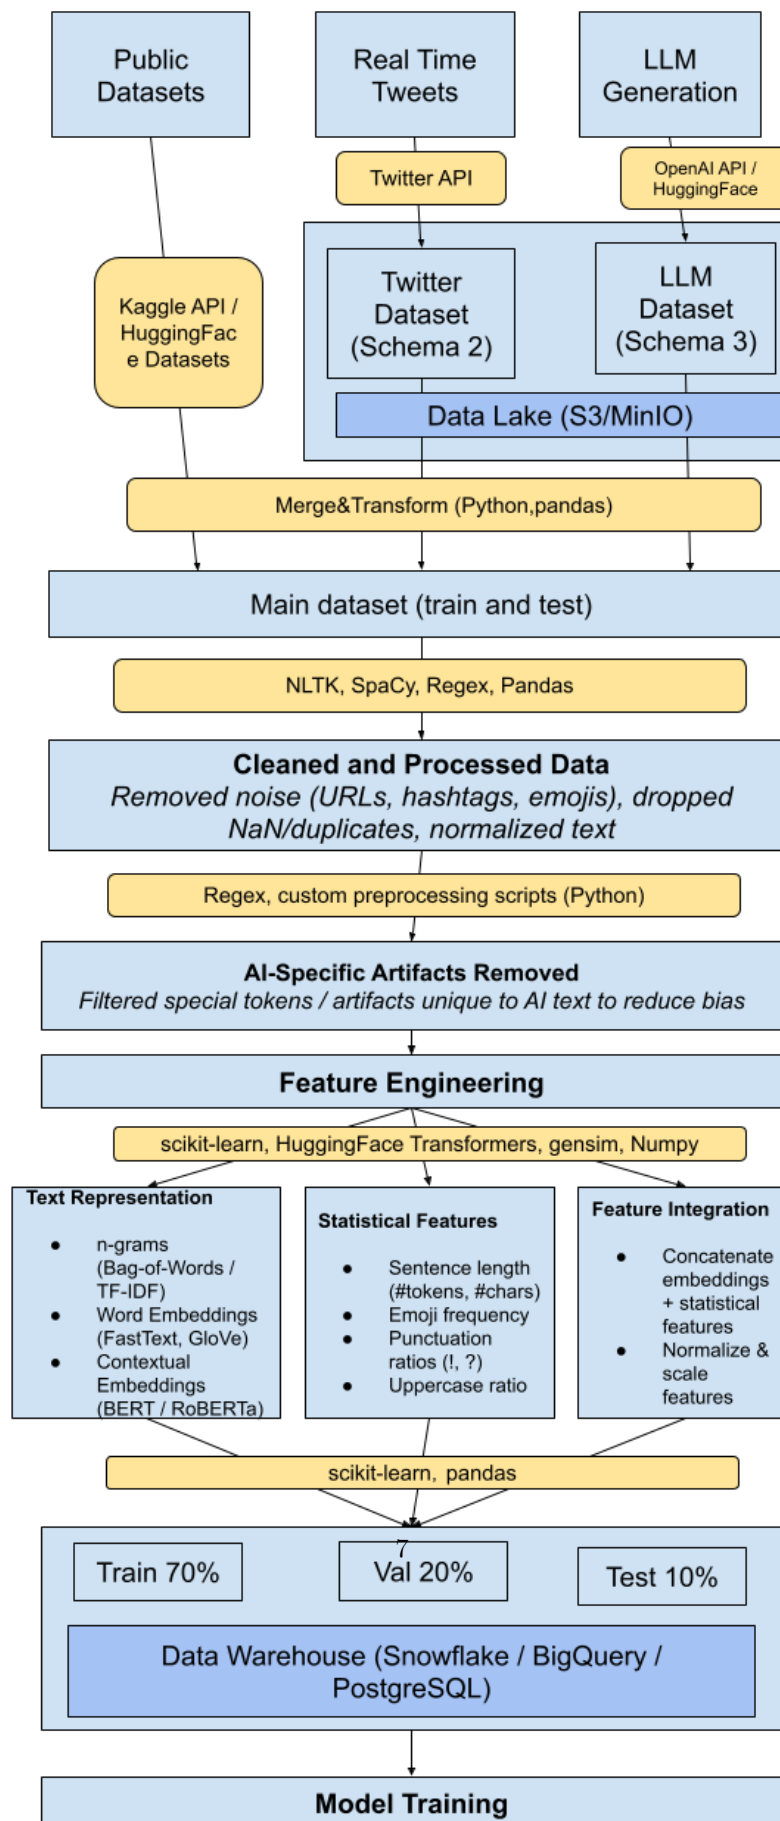 Public
Datasets
Real Time
Tweets
LLM
Generation
Twitter API
OpenAI API /
HuggingFace
Kaggle API /
HuggingFac
e Datasets
Twitter
Dataset
(Schema 2)
LLM
Dataset
(Schema 3)
Data Lake (S3/MinIO)
Merge&Transform (Python,pandas)
Main dataset (train and test)
NLTK, SpaCy, Regex, Pandas
Cleaned and Processed Data
Removed noise (URLs, hashtags, emojis), dropped
NaN/duplicates, normalized text
Regex, custom preprocessing scripts (Python)
AI-Specific Artifacts Removed
Filtered special tokens / artifacts unique to AI text to reduce bias
Feature Engineering
scikit-learn, HuggingFace Transformers, gensim, Numpy
Text Representation
● n-grams
(Bag-of-Words /
TF-IDF)
● Word Embeddings
(FastText, GloVe)
● Contextual
Embeddings
(BERT / RoBERTa)
Statistical Features
● Sentence length
(#tokens, #chars)
● Emoji frequency
● Punctuation
ratios (!, ?)
● Uppercase ratio
Feature Integration
● Concatenate
embeddings
+ statistical
features
● Normalize &
scale
features
scikit-learn, pandas
7
Train 70%
Val 20%
Test 10%
Data Warehouse (Snowflake / BigQuery /
PostgreSQL)
Model Training